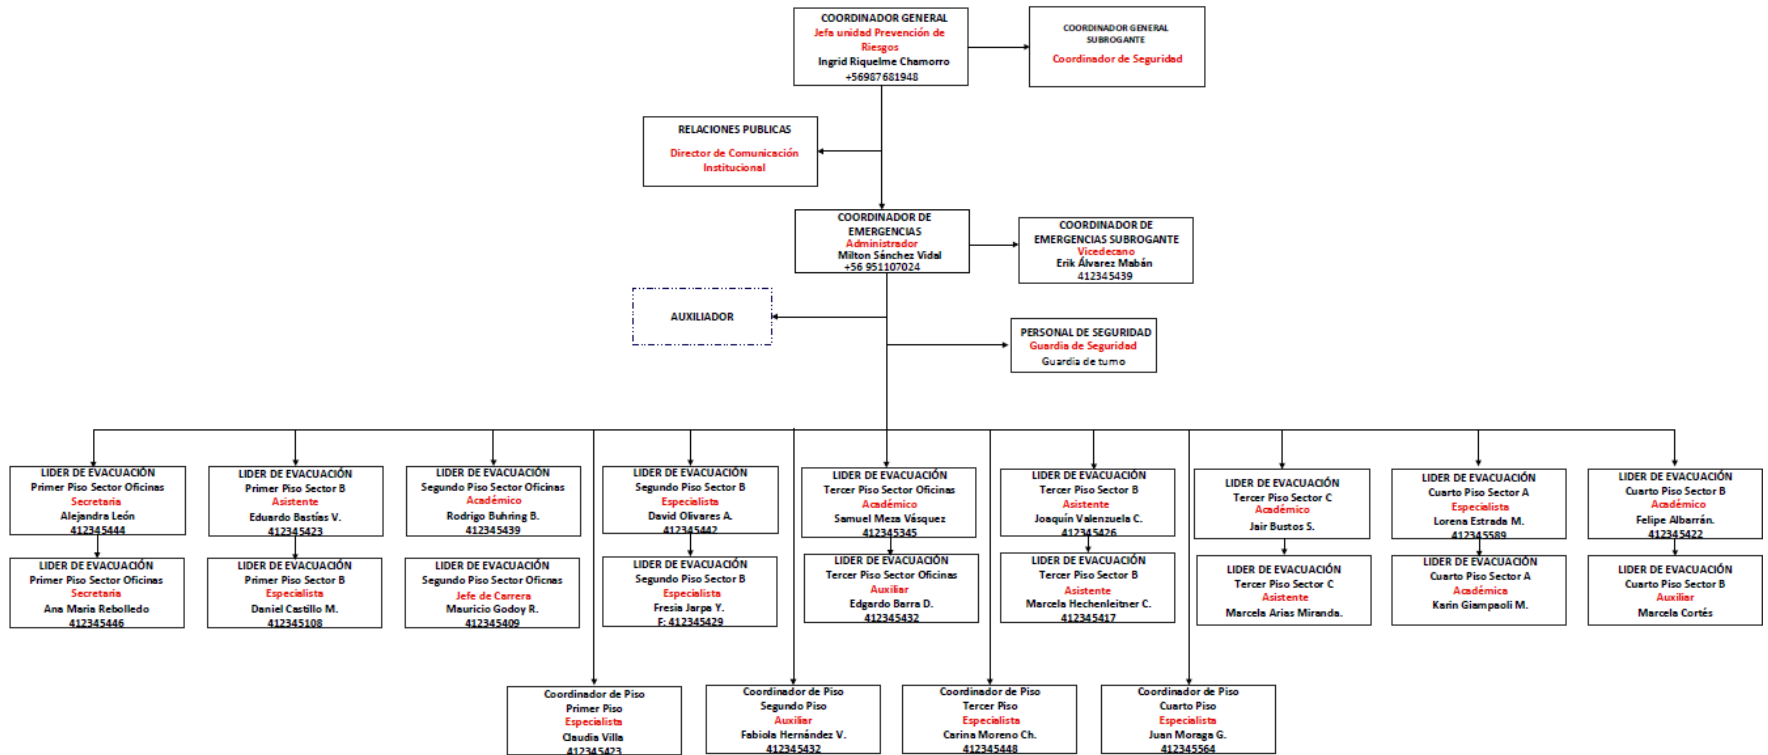 COORDINADOR GENERAL
Jefa unidad Prevención de
Riesgos
Ingrid Riquelme Chamorro
+56987681948
COORDINADOR GENERAL
SUBROGANTE
Coordinador de Seguridad
RELACIONES PUBLICAS
Director de Comunicación
Institucional
COORDINADOR DE
EMERGENCIAS
Administrador
Milton Sánchez Vidal
+56 951107024
COORDINADOR DE
EMERGENCIAS SUBROGANTE
Vicedecano
Erik Álvarez Mabán
412345439
AUXILIADOR
PERSONAL DE SEGURIDAD
Guardia de Seguridad
Guardia de turno
LIDER DE EVACUACIÓN
Primer Piso Sector Oficinas
Secretaria
Alejandra León
412345444
LIDER DE EVACUACIÓN
Primer Piso Sector B
Asistente
Eduardo Bastías V.
412345423
LIDER DE EVACUACIÓN
Segundo Piso Sector Oficinas
Académico
Rodrigo Buhring B.
412345439
LIDER DE EVACUACIÓN
Segundo Piso Sector B
Especialista
David Olivares A.
412345442
LIDER DE EVACUACIÓN
Tercer Piso Sector Oficinas
Académico
Samuel Meza Vásquez
412345345
LIDER DE EVACUACIÓN
Tercer Piso Sector B
Asistente
Joaquín Valenzuela C.
412345426
LIDER DE EVACUACIÓN
Tercer Piso Sector C
Académico
Jair Bustos S.
LIDER DE EVACUACIÓN
Cuarto Piso Sector A
Especialista
Lorena Estrada M.
412345589
LIDER DE EVACUACIÓN
Cuarto Piso Sector B
Académico
Felipe Albarrán.
412345422
LIDER DE EVACUACIÓN
Primer Piso Sector Oficinas
Secretaria
Ana Maria Rebolledo
412345446
LIDER DE EVACUACIÓN
Primer Piso Sector B
Especialista
Daniel Castillo M.
412345108
LIDER DE EVACUACIÓN
Segundo Piso Sector Oficnas
Jefe de Carrera
Mauricio Godoy R.
412345409
LIDER DE EVACUACIÓN
Segundo Piso Sector B
Especialista
Fresia Jarpa Y.
F: 412345429
LIDER DE EVACUACIÓN
Tercer Piso Sector Oficinas
Auxiliar
Edgardo Barra D.
412345432
LIDER DE EVACUACIÓN
Tercer Piso Sector B
Asistente
Marcela Hechenleitner C.
412345417
LIDER DE EVACUACIÓN
Tercer Piso Sector C
Asistente
Marcela Arias Miranda.
LIDER DE EVACUACIÓN
Cuarto Piso Sector A
Académica
Karin Giampaoli M.
LIDER DE EVACUACIÓN
Cuarto Piso Sector B
Auxiliar
Marcela Cortés
Coordinador de Piso
Primer Piso
Especialista
Claudia Villa
412345423
Coordinador de Piso
Segundo Piso
Auxiliar
Fabiola Hernández V.
412345432
Coordinador de Piso
Tercer Piso
Especialista
Carina Moreno Ch.
412345448
Coordinador de Piso
Cuarto Piso
Especialista
Juan Moraga G.
412345564